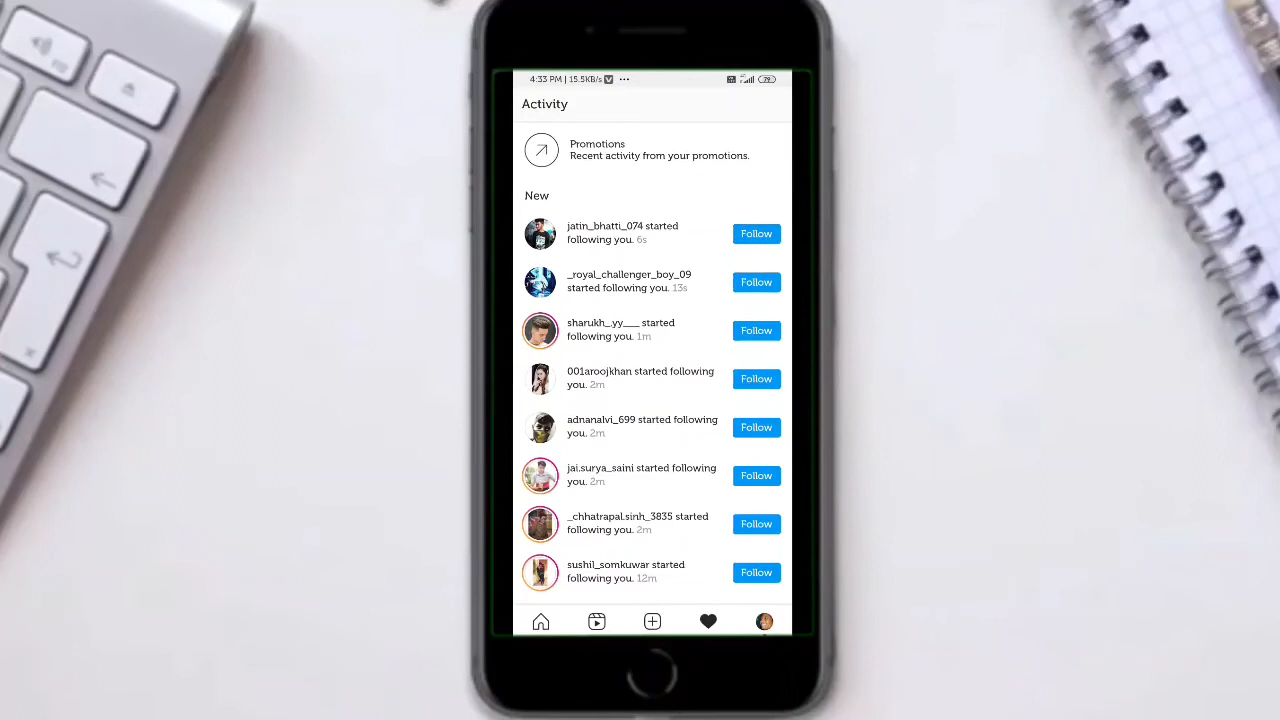 4:33 PM | 15.5KB/s V ...
79
Activity
Promotions
Recent activity from your promotions.
New
jatin_bhatti_074 started
following you. 6s
Follow
_royal_challenger_boy_09
started following you. 13s
Follow
sharukh_.yy___ started
following you. 1m
Follow
001aroojkhan started following
you. 2m
Follow
adnanalvi_699 started following
you. 2m
Follow
jai.surya_saini started following
you. 2m
Follow
_chhatrapal.sinh_3835 started
following you. 2m
Follow
sushil_somkuwar started
following you. 12m
Follow